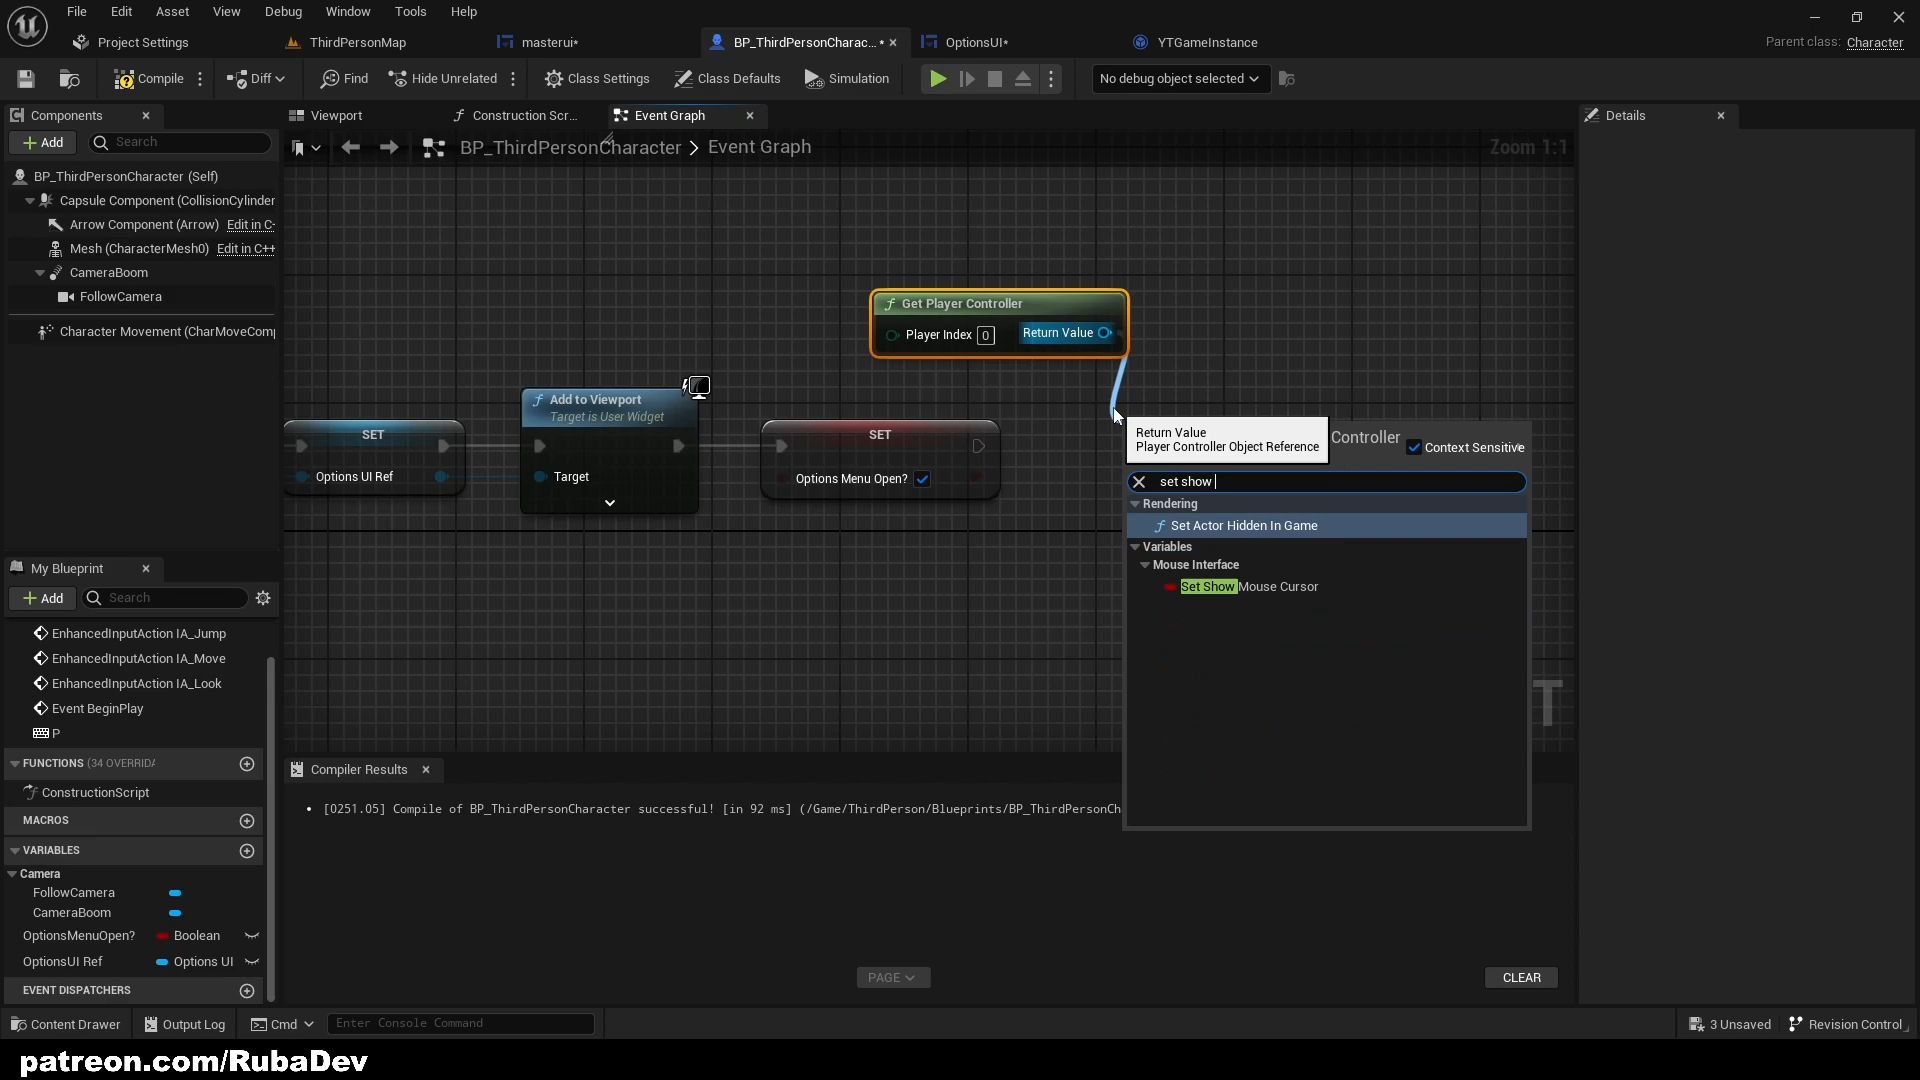 File Edit Asset View Debug Window Tools Help
Project Settings ThirdPersonMap masterui* BP_ThirdPersonCharac... * OptionsUI* YTGameInstance Parent class: Character
Compile Diff Find Hide Unrelated Class Settings Class Defaults Simulation No debug object selected
Components Viewport Construction Scr... Event Graph Details
Add Search BP_ThirdPersonCharacter > Event Graph Zoom 1:1
BP_ThirdPersonCharacter (Self)
Capsule Component (CollisionCylinder
Arrow Component (Arrow) Edit in C-
Mesh (CharacterMesh0) Edit in C++
CameraBoom
FollowCamera
Character Movement (CharMoveComp
Get Player Controller
Player Index 0 Return Value
Add to Viewport
Target is User Widget
SET
Options UI Ref
Target
SET
Options Menu Open?
Return Value
Player Controller Object Reference
Controller Context Sensitive
set show
Rendering
Set Actor Hidden In Game
Variables
Mouse Interface
Set Show Mouse Cursor
My Blueprint
Add Search
EnhancedInputAction IA_Jump
EnhancedInputAction IA_Move
EnhancedInputAction IA_Look
Event BeginPlay
P
FUNCTIONS (34 OVERRIDA
ConstructionScript
MACROS
VARIABLES
Camera
FollowCamera
CameraBoom
OptionsMenuOpen? Boolean
OptionsUI Ref Options UI
EVENT DISPATCHERS
T
Compiler Results
[0251.05] Compile of BP_ThirdPersonCharacter successful! [in 92 ms] (/Game/ThirdPerson/Blueprints/BP_ThirdPersonCh
PAGE CLEAR
Content Drawer Output Log Cmd Enter Console Command 3 Unsaved Revision Control
patreon.com/RubaDev